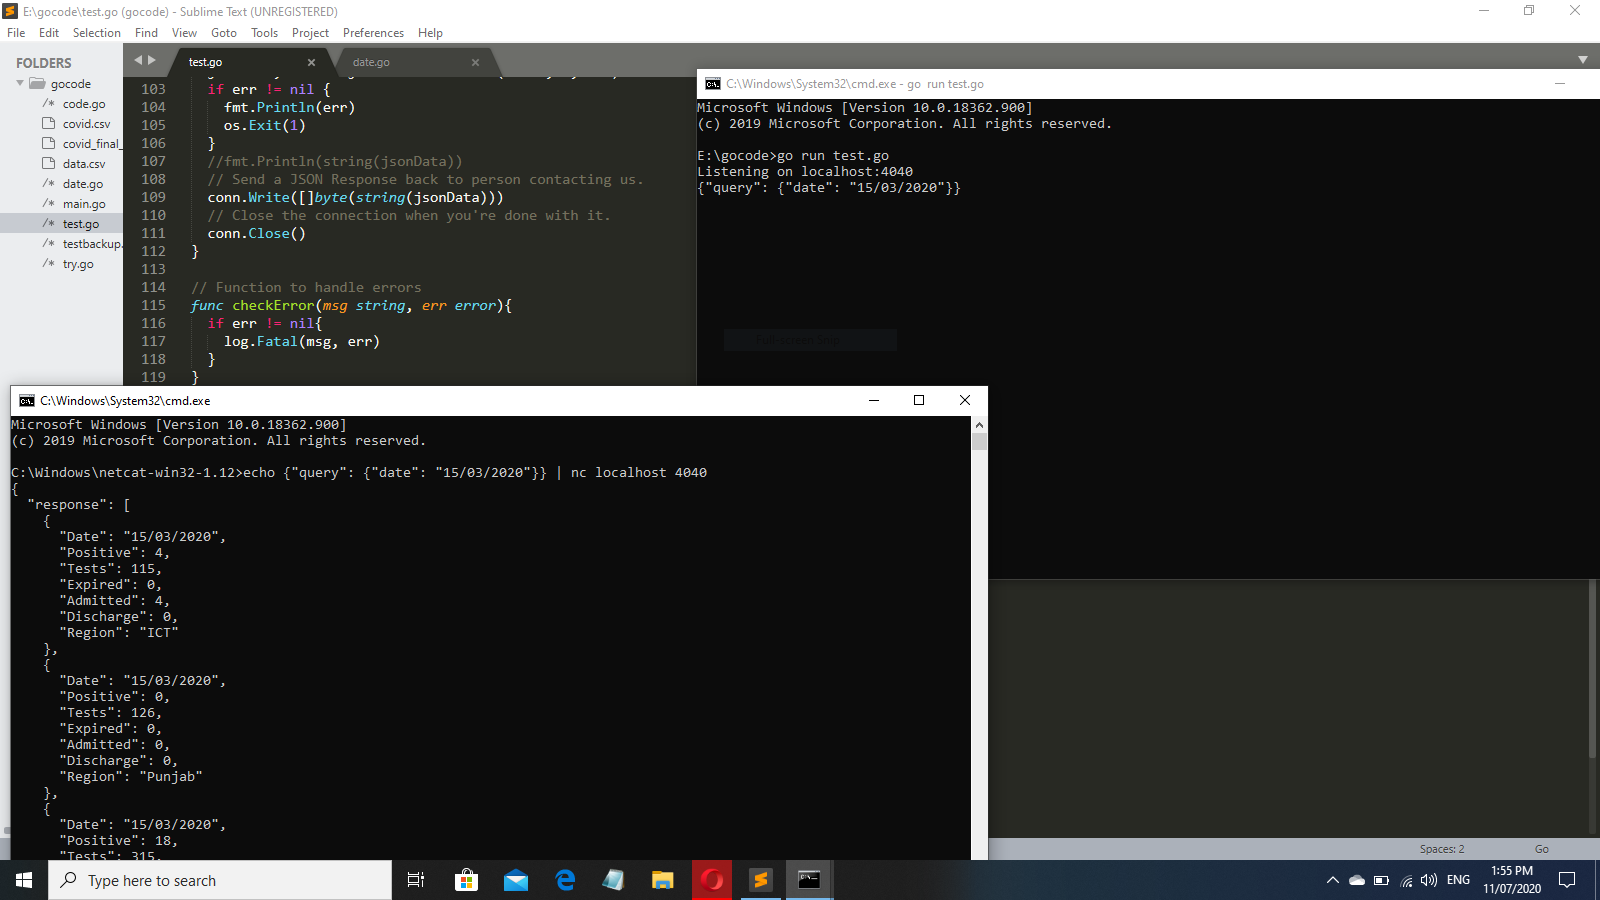 E:\gocode\test.go (gocode) - Sublime Text (UNREGISTERED)
File Edit Selection Find View Goto Tools Project Preferences Help
FOLDERS
gocode
/* code.go
covid.csv
covid_final_
data.csv
/* date.go
/* main.go
/* test.go
/* testbackup.
/* try.go
test.go
date.go
103 if err != nil {
104 fmt.Println(err)
105 os.Exit(1)
106 }
107 //fmt.Println(string(jsonData))
108 // Send a JSON Response back to person contacting us.
109 conn.Write([]byte(string(jsonData)))
110 // Close the connection when you're done with it.
111 conn.Close()
112 }
113
114 // Function to handle errors
115 func checkError(msg string, err error){
116 if err != nil{
117 log.Fatal(msg, err)
118 }
119 }
C:\Windows\System32\cmd.exe - go run test.go
Microsoft Windows [Version 10.0.18362.900]
(c) 2019 Microsoft Corporation. All rights reserved.
E:\gocode>go run test.go
Listening on localhost:4040
{"query": {"date": "15/03/2020"}}
C:\Windows\System32\cmd.exe
Microsoft Windows [Version 10.0.18362.900]
(c) 2019 Microsoft Corporation. All rights reserved.
C:\Windows\netcat-win32-1.12>echo {"query": {"date": "15/03/2020"}} | nc localhost 4040
{
"response": [
{
"Date": "15/03/2020",
"Positive": 4,
"Tests": 115,
"Expired": 0,
"Admitted": 4,
"Discharge": 0,
"Region": "ICT"
},
{
"Date": "15/03/2020",
"Positive": 0,
"Tests": 126,
"Expired": 0,
"Admitted": 0,
"Discharge": 0,
"Region": "Punjab"
},
{
"Date": "15/03/2020",
"Positive": 18,
"Tests": 315,
Spaces: 2 Go
Type here to search
ENG
1:55 PM
11/07/2020